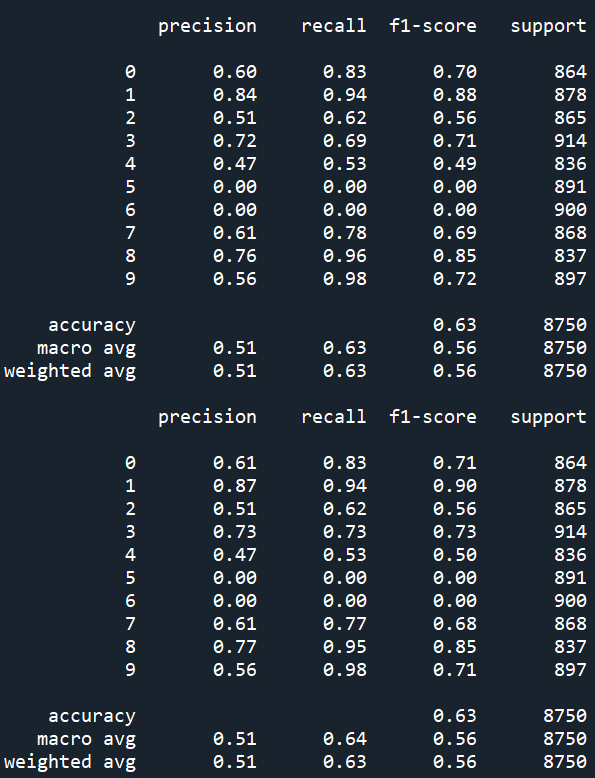 precision recall f1-score support
0 0.60 0.83 0.70 864
1 0.84 0.94 0.88 878
2 0.51 0.62 0.56 865
3 0.72 0.69 0.71 914
4 0.47 0.53 0.49 836
5 0.00 0.00 0.00 891
6 0.00 0.00 0.00 900
7 0.61 0.78 0.69 868
8 0.76 0.96 0.85 837
9 0.56 0.98 0.72 897
accuracy 0.63 8750
macro avg 0.51 0.63 0.56 8750
weighted avg 0.51 0.63 0.56 8750
precision recall f1-score support
0 0.61 0.83 0.71 864
1 0.87 0.94 0.90 878
2 0.51 0.62 0.56 865
3 0.73 0.73 0.73 914
4 0.47 0.53 0.50 836
5 0.00 0.00 0.00 891
6 0.00 0.00 0.00 900
7 0.61 0.77 0.68 868
8 0.77 0.95 0.85 837
9 0.56 0.98 0.71 897
accuracy 0.63 8750
macro avg 0.51 0.64 0.56 8750
weighted avg 0.51 0.63 0.56 8750